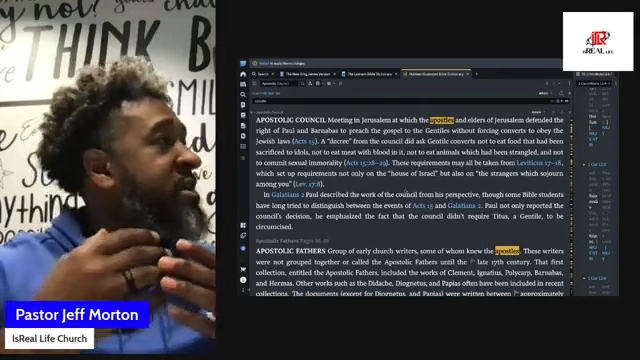 why not?
THINK B
SMIL
anything
Pastor Jeff Morton
IsReal Life Church
iSREAL LIFE
APOSTOLIC COUNCIL Meeting in Jerusalem at which the apostles and elders of Jerusalem defended the
right of Paul and Barnabas to preach the gospel to the Gentiles without forcing converts to obey the
Jewish laws (Acts 15). A "decree" from the council did ask Gentile converts not to eat food that had been
sacrificed to idols, not to eat meat with blood in it, not to eat animals which had been strangled, and not
to commit sexual immorality (Acts 15:28–29). These requirements may all be taken from Leviticus 17–18,
which set up requirements not only on the "house of Israel" but also on "the strangers which sojourn
among you" (Lev. 17:8).
In Galatians 2 Paul described the work of the council from his perspective, though some Bible students
have long tried to distinguish between the events of Acts 15 and Galatians 2. Paul not only reported the
council's decision, he emphasized the fact that the council didn't require Titus, a Gentile, to be
circumcised.
APOSTOLIC FATHERS Group of early church writers, some of whom knew the apostles. These writers
were not grouped together or called the Apostolic Fathers until the late 17th century. That first
collection, entitled the Apostolic Fathers, included the works of Clement, Ignatius, Polycarp, Barnabas,
and Hermas. Other works such as the Didache, Diognetus, and Papias often have been included in recent
collections. The documents (except for Diognetus, and Papias) were written between approximately